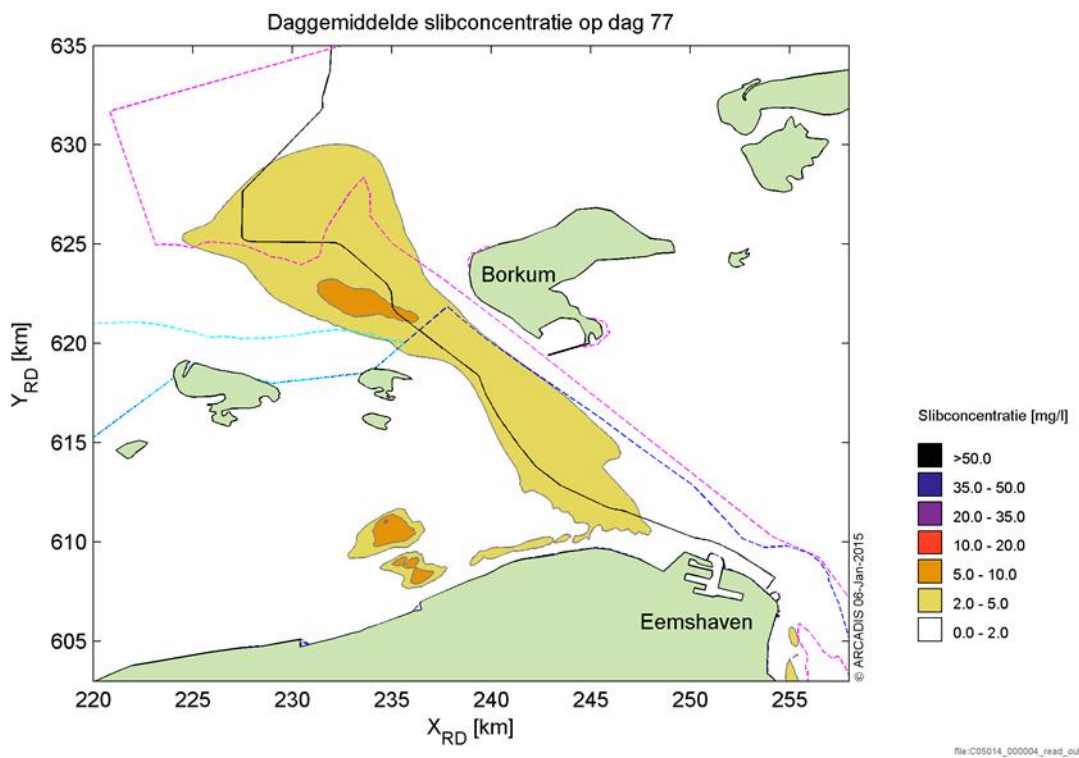 Daggemiddelde slibconcentratie op dag 77
635
630
625
620
615
610
605
Y_RD [km]
Borkum
Eemshaven
© ARCADIS 06-Jan-2015
220 225 230 235 240 245 250 255
X_RD [km]
Slibconcentratie [mg/l]
>50.0
35.0 - 50.0
20.0 - 35.0
10.0 - 20.0
5.0 - 10.0
2.0 - 5.0
0.0 - 2.0
file:C05014_000004_read_out